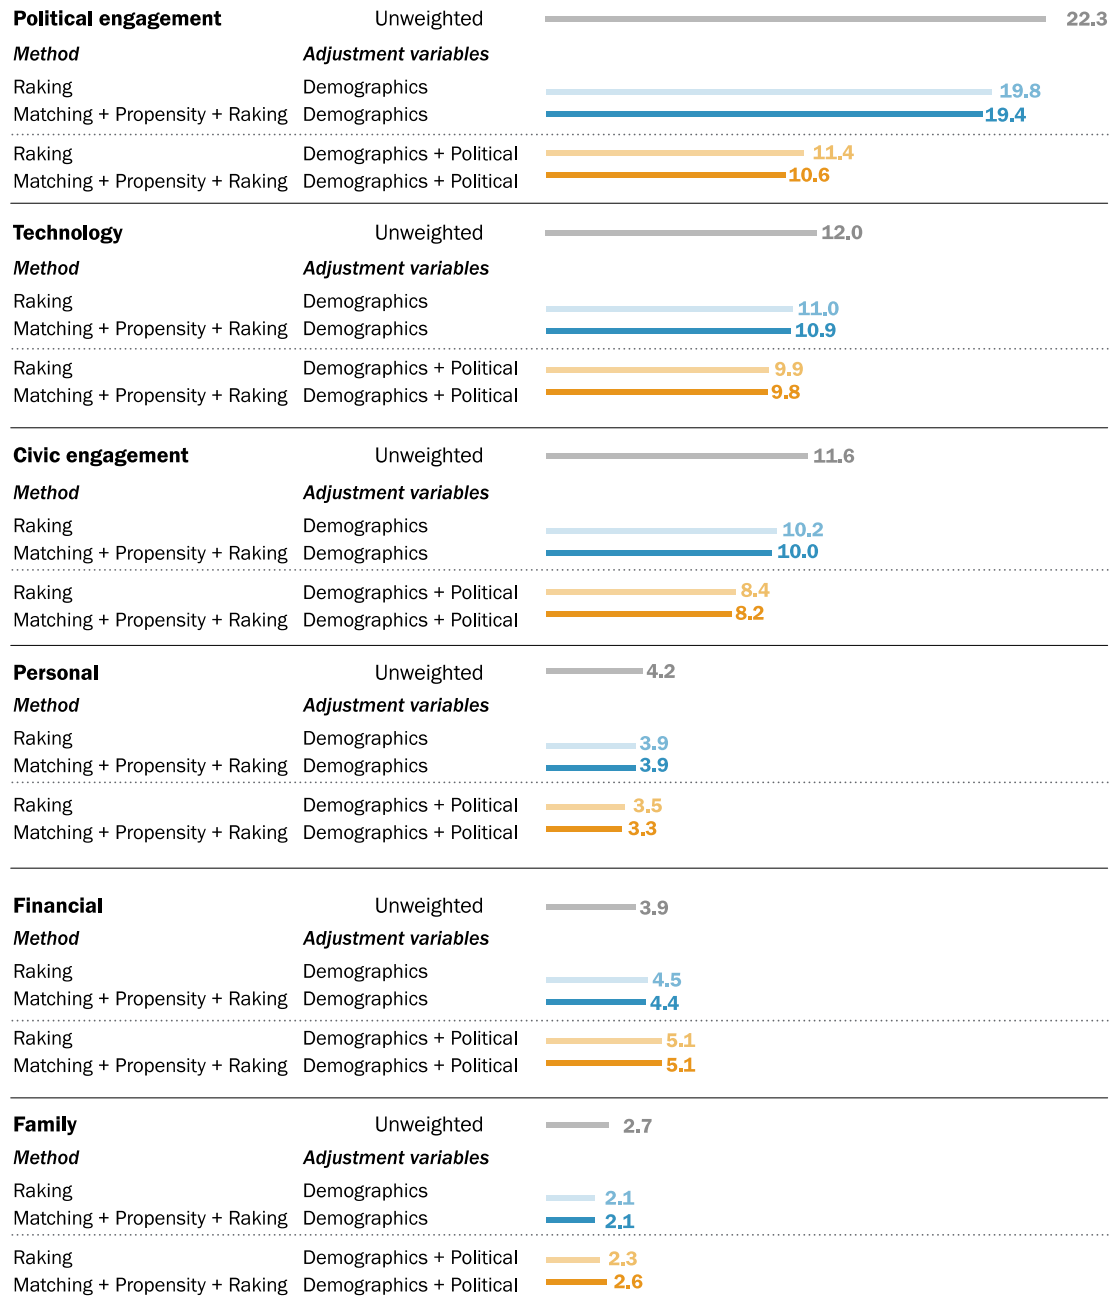 Political engagement Unweighted 22.3
Method Adjustment variables
Raking Demographics 19.8
Matching + Propensity + Raking Demographics 19.4
Raking Demographics + Political 11.4
Matching + Propensity + Raking Demographics + Political 10.6
Technology Unweighted 12.0
Method Adjustment variables
Raking Demographics 11.0
Matching + Propensity + Raking Demographics 10.9
Raking Demographics + Political 9.9
Matching + Propensity + Raking Demographics + Political 9.8
Civic engagement Unweighted 11.6
Method Adjustment variables
Raking Demographics 10.2
Matching + Propensity + Raking Demographics 10.0
Raking Demographics + Political 8.4
Matching + Propensity + Raking Demographics + Political 8.2
Personal Unweighted 4.2
Method Adjustment variables
Raking Demographics 3.9
Matching + Propensity + Raking Demographics 3.9
Raking Demographics + Political 3.5
Matching + Propensity + Raking Demographics + Political 3.3
Financial Unweighted 3.9
Method Adjustment variables
Raking Demographics 4.5
Matching + Propensity + Raking Demographics 4.4
Raking Demographics + Political 5.1
Matching + Propensity + Raking Demographics + Political 5.1
Family Unweighted 2.7
Method Adjustment variables
Raking Demographics 2.1
Matching + Propensity + Raking Demographics 2.1
Raking Demographics + Political 2.3
Matching + Propensity + Raking Demographics + Political 2.6